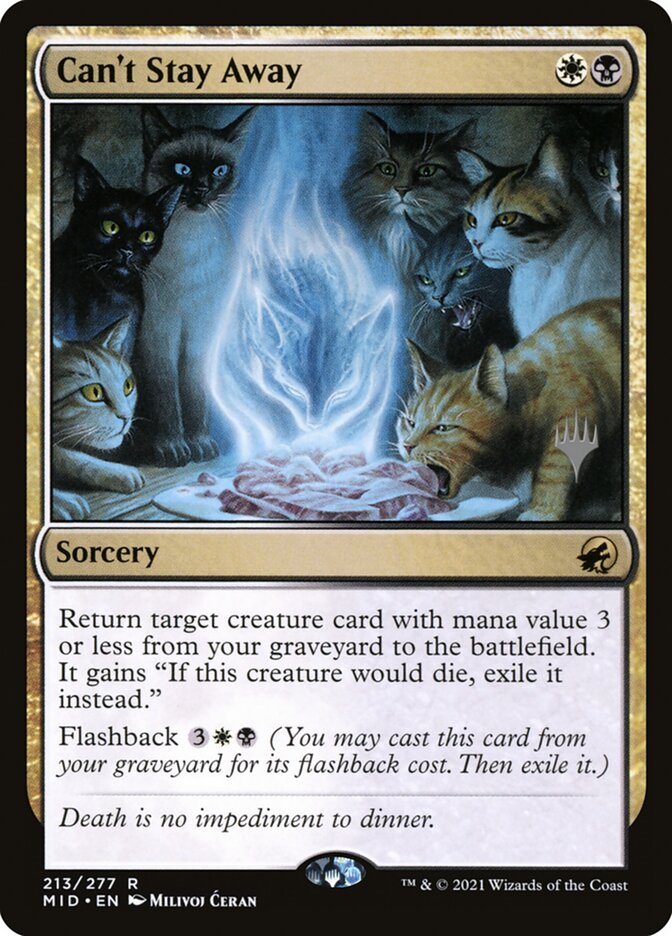 Can't Stay Away
Sorcery
Return target creature card with mana value 3
or less from your graveyard to the battlefield.
It gains “If this creature would die, exile it
instead.”
Flashback 3 (You may cast this card from
your graveyard for its flashback cost. Then exile it.)
Death is no impediment to dinner.
213/277 R
MID • EN Milivoj Ćeran
™ & © 2021 Wizards of the Coast